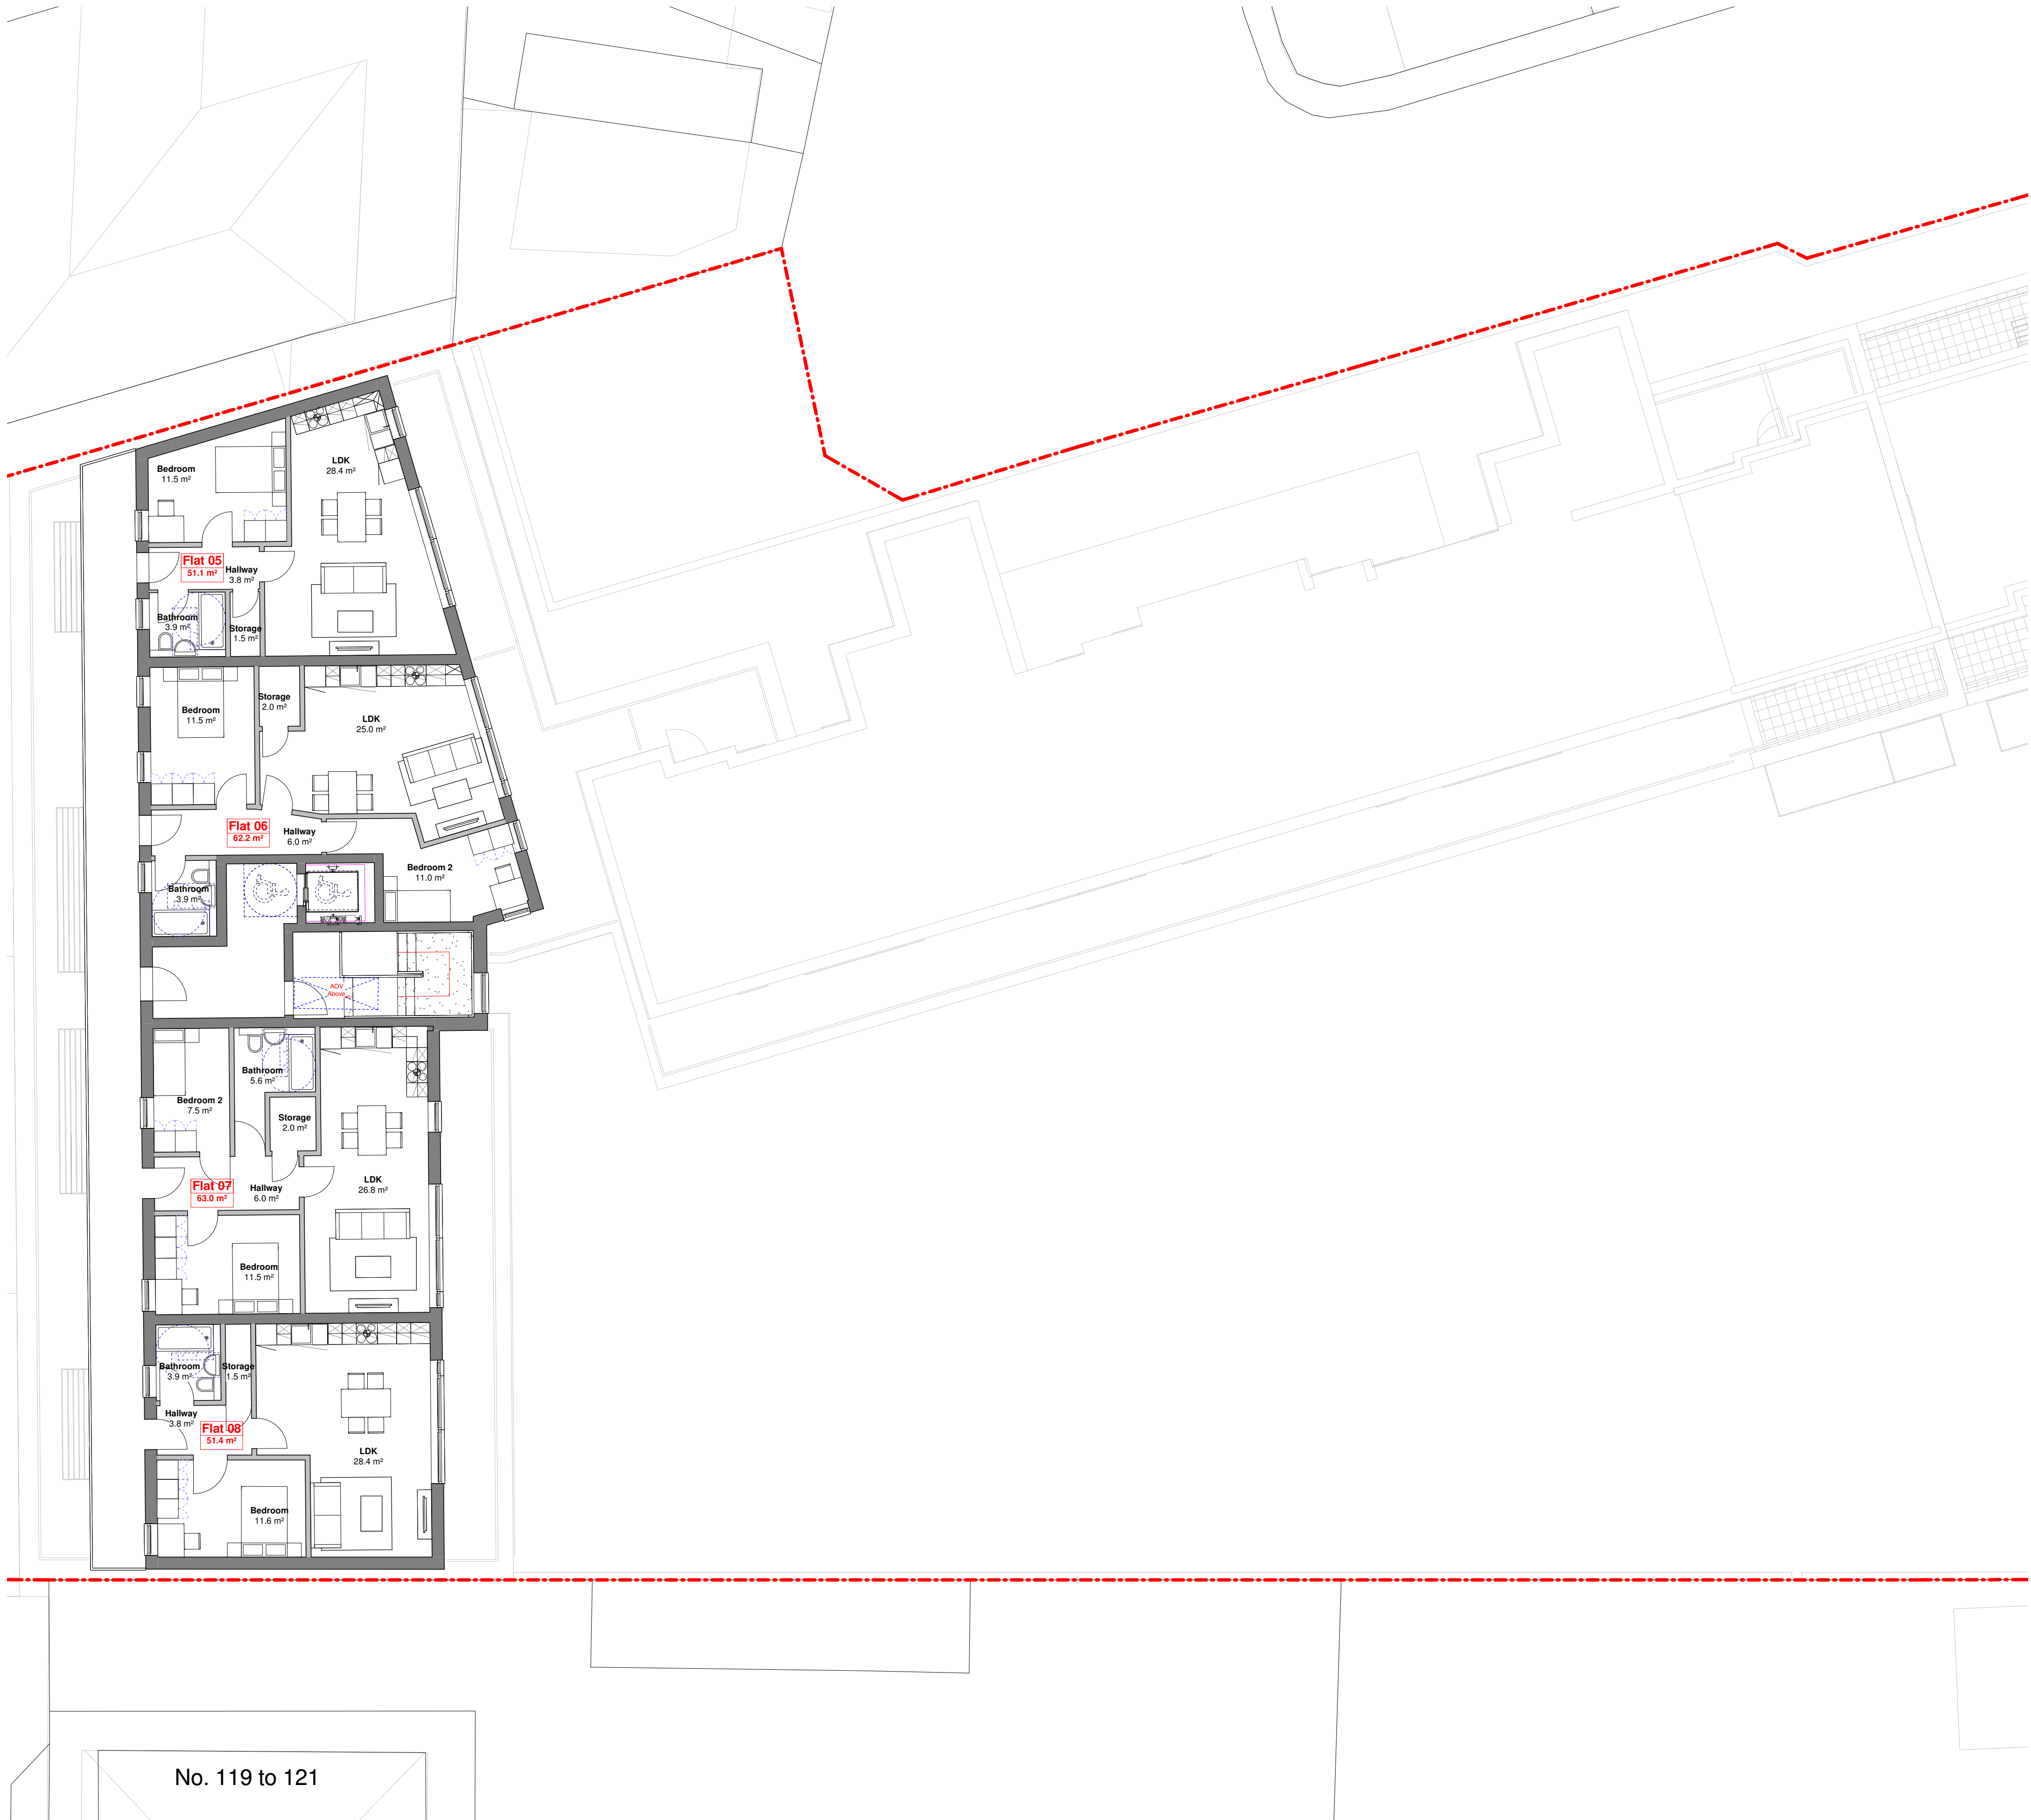 LDK
28.4 m²
Bedroom
11.5 m²
Flat 05
51.1 m²
Hallway
3.8 m²
Bathroom
3.9 m²
Storage
1.5 m²
Storage
2.0 m²
Bedroom
11.5 m²
LDK
25.0 m²
Flat 06
62.2 m²
Hallway
6.0 m²
Bedroom 2
11.0 m²
Bathroom
3.9 m²
AOV
Above
Bathroom
5.6 m²
Bedroom 2
7.5 m²
Storage
2.0 m²
LDK
26.8 m²
Flat 07
63.0 m²
Hallway
6.0 m²
Bedroom
11.5 m²
Bathroom
3.9 m²
Storage
1.5 m²
Hallway
3.8 m²
Flat 08
51.4 m²
LDK
28.4 m²
Bedroom
11.6 m²
No. 119 to 121